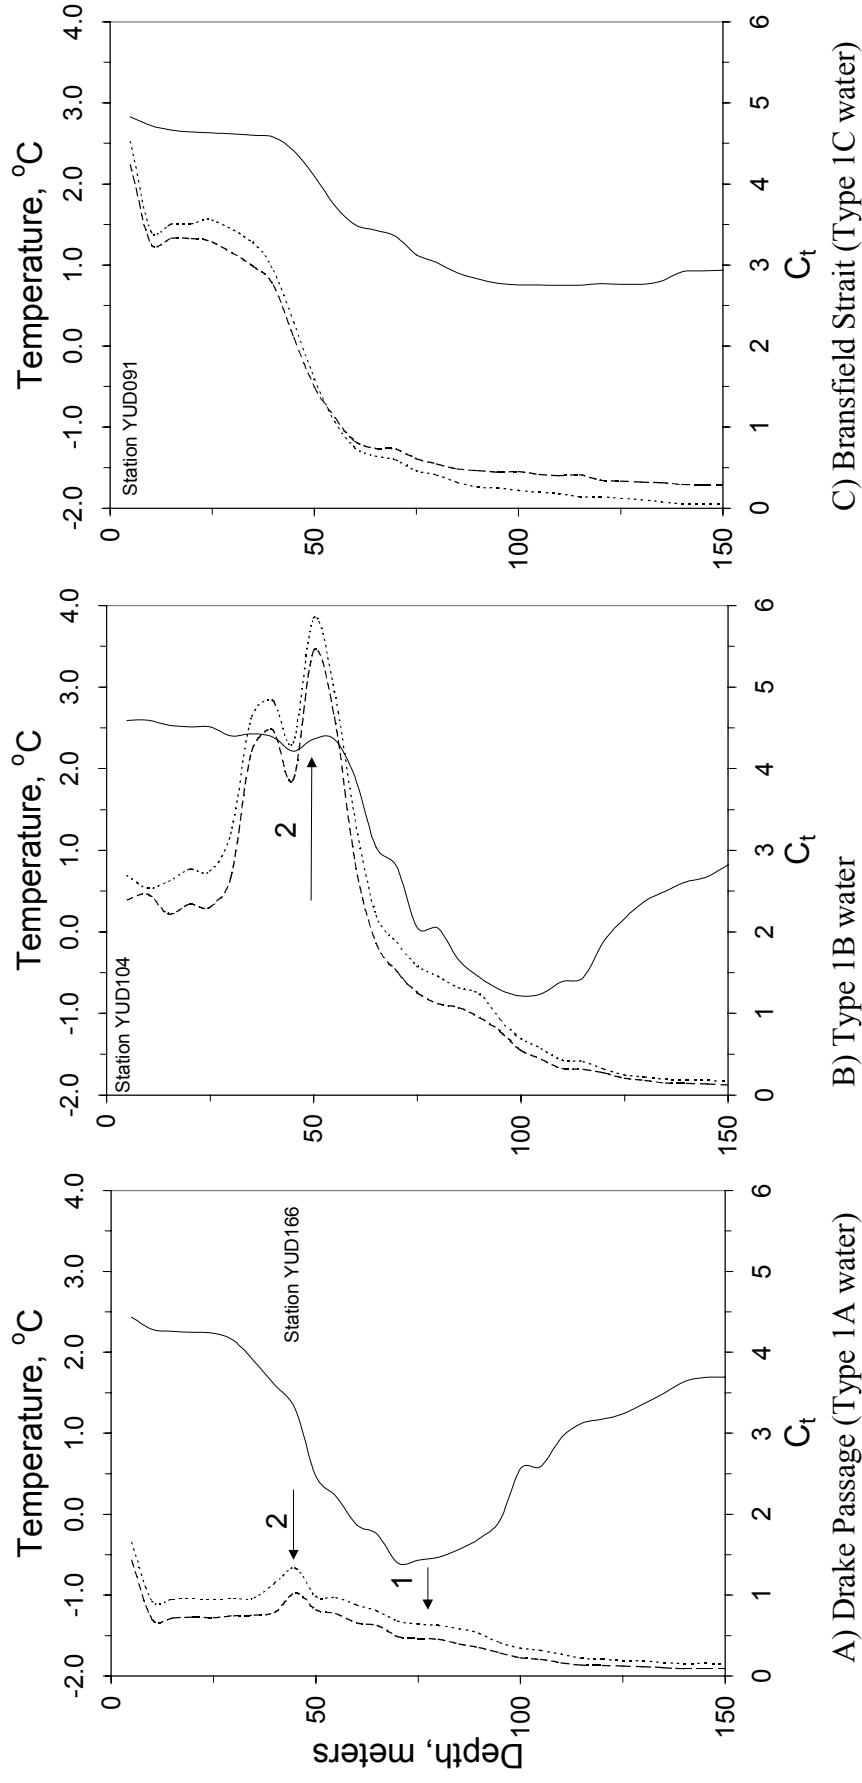 Temperature, °C
-2.0 -1.0 0.0 1.0 2.0 3.0 4.0
0
50
100
150
Depth, meters
Station YUD166
2
1
0 1 2 3 4 5 6
Ct
A) Drake Passage (Type 1A water)
Temperature, °C
-2.0 -1.0 0.0 1.0 2.0 3.0 4.0
0
50
100
150
Station YUD104
2
0 1 2 3 4 5 6
Ct
B) Type 1B water
Temperature, °C
-2.0 -1.0 0.0 1.0 2.0 3.0 4.0
0
50
100
150
Station YUD091
0 1 2 3 4 5 6
Ct
C) Bransfield Strait (Type 1C water)